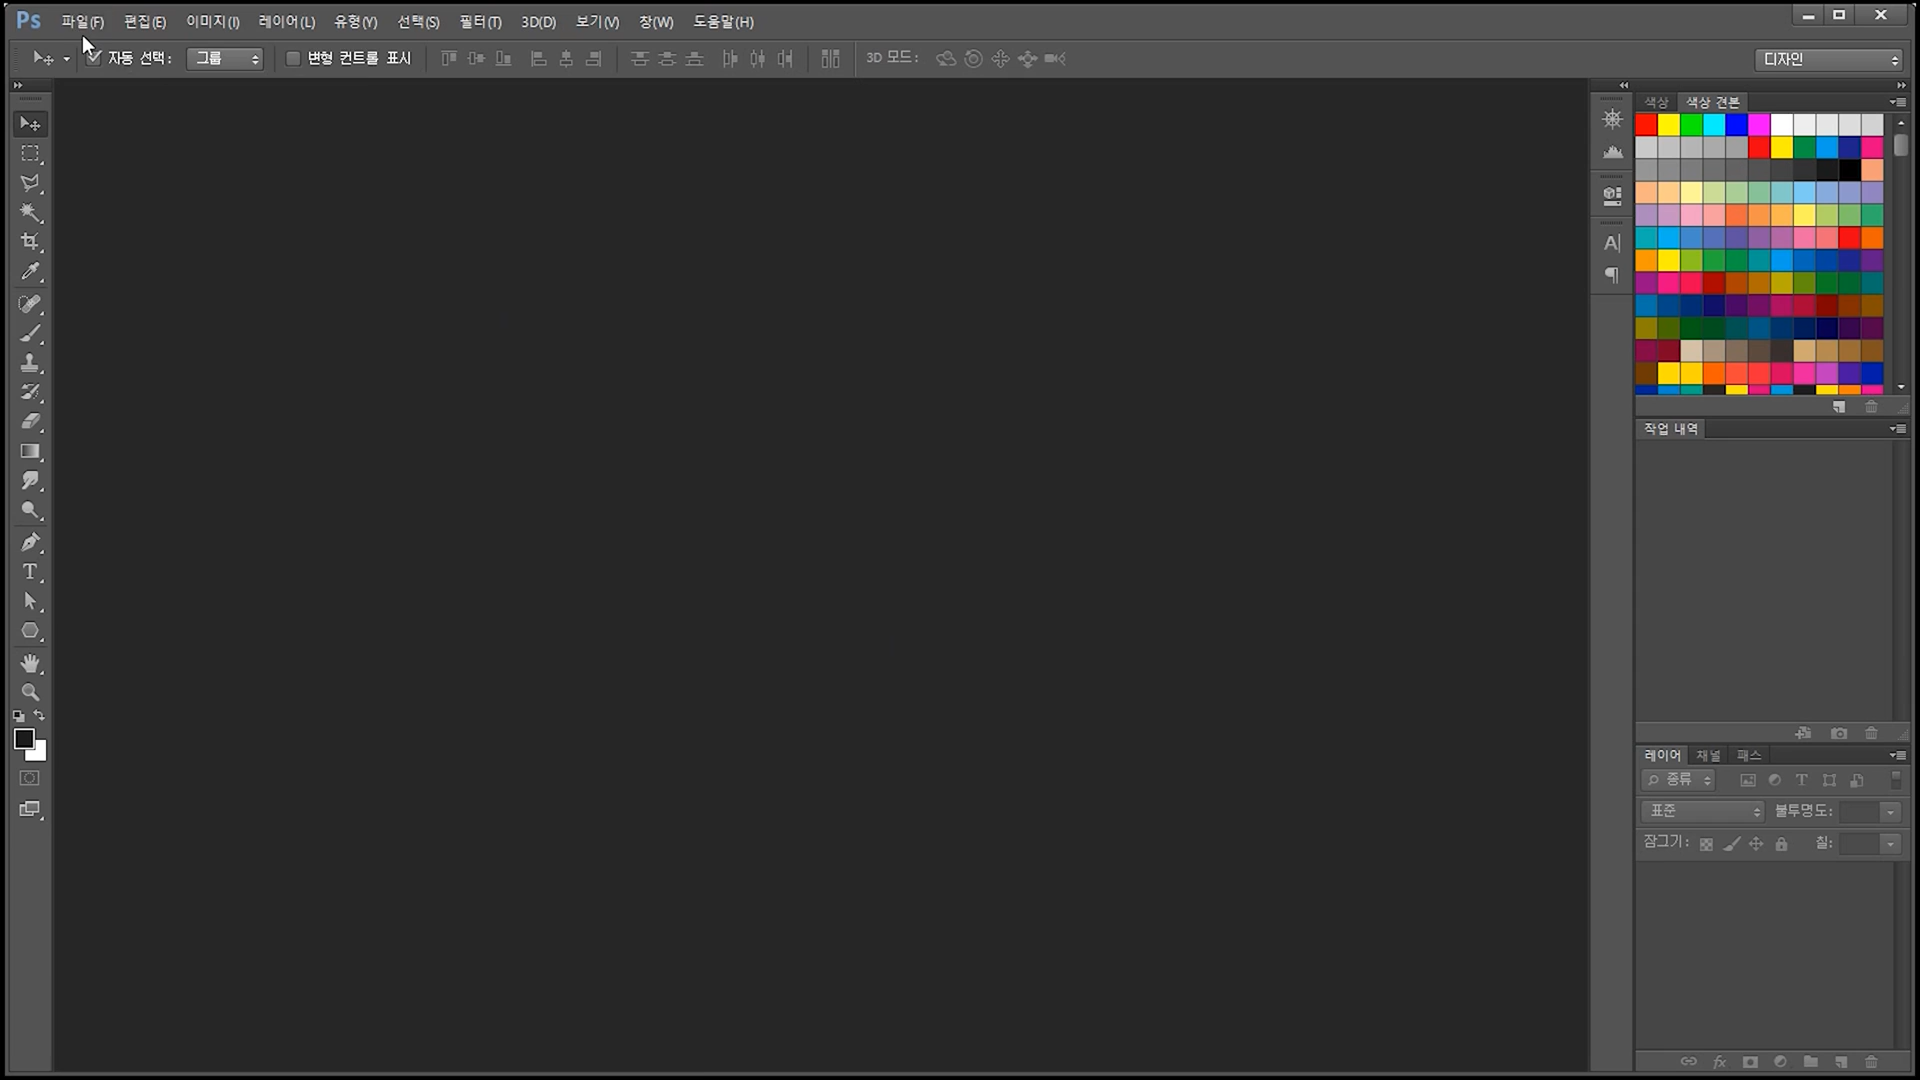 Ps 파일(F) 편집(E) 이미지(I) 레이어(L) 유형(Y) 선택(S) 필터(T) 3D(D) 보기(V) 창(W) 도움말(H)
자동 선택: 그룹 변형 컨트롤 표시 3D 모드: 디자인
색상 색상 견본
작업 내역
레이어 채널 패스
종류
표준 불투명도:
잠그기: 칠: